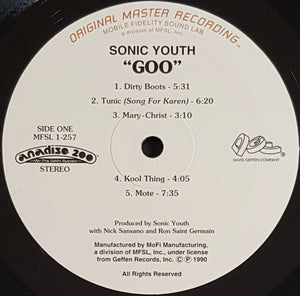 ORIGINAL MASTER RECORDING™
MOBILE FIDELITY SOUND LAB
a division of MFSL, Inc.
SONIC YOUTH
"GOO"
1. Dirty Boots - 5:31
2. Tunic (Song For Karen) - 6:20
3. Mary-Christ - 3:10
SIDE ONE
MFSL 1-257
STEREO
DAVID GEFFEN COMPANY
4. Kool Thing - 4:05
5. Mote - 7:35
Produced by Sonic Youth
with Nick Sansano and Ron Saint Germain
Manufactured by MoFi Manufacturing,
a division of MFSL, Inc., under license
from Geffen Records, Inc. Ⓒ Ⓟ 1990
All Rights Reserved